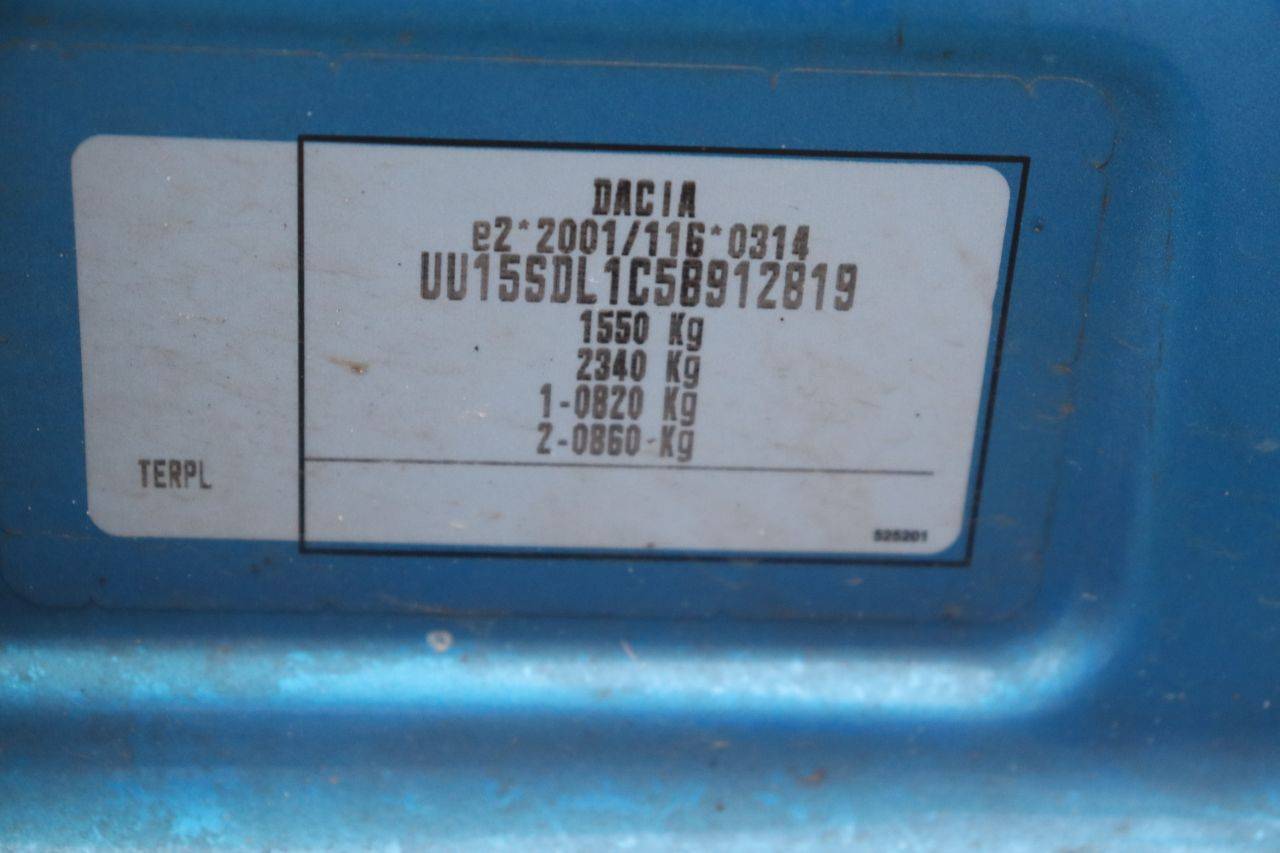 DACIA
e2*2001/116*0314
UU15SDL1C5B912819
1550 Kg
2340 Kg
1-0820 Kg
2-0860-Kg
TERPL
525201